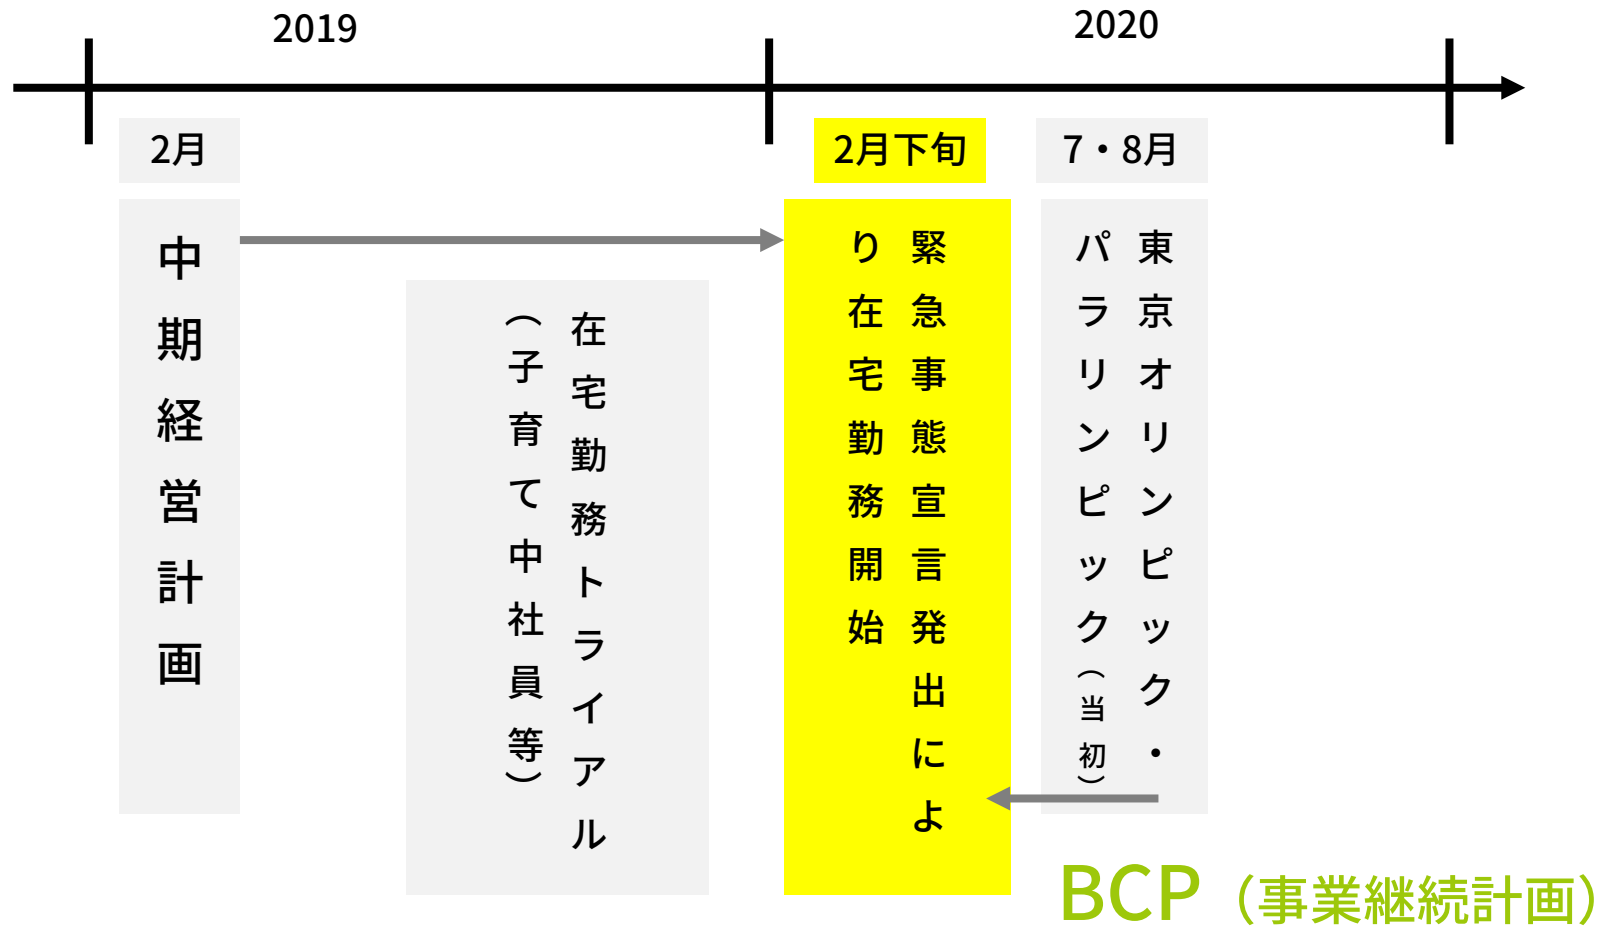 2019
2020
2月
2月下旬
7・8月
中期経営計画
在宅勤務トライアル
（子育て中社員等）
緊急事態宣言発出によ
り在宅勤務開始
東京オリンピック・
パラリンピック（当初）
BCP（事業継続計画）